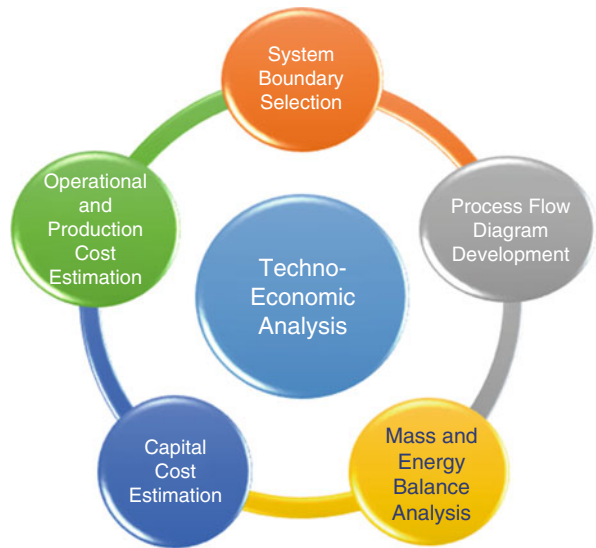 System
Boundary
Selection
Process Flow
Diagram
Development
Mass and
Energy
Balance
Analysis
Capital
Cost
Estimation
Operational
and
Production
Cost
Estimation
Techno-
Economic
Analysis